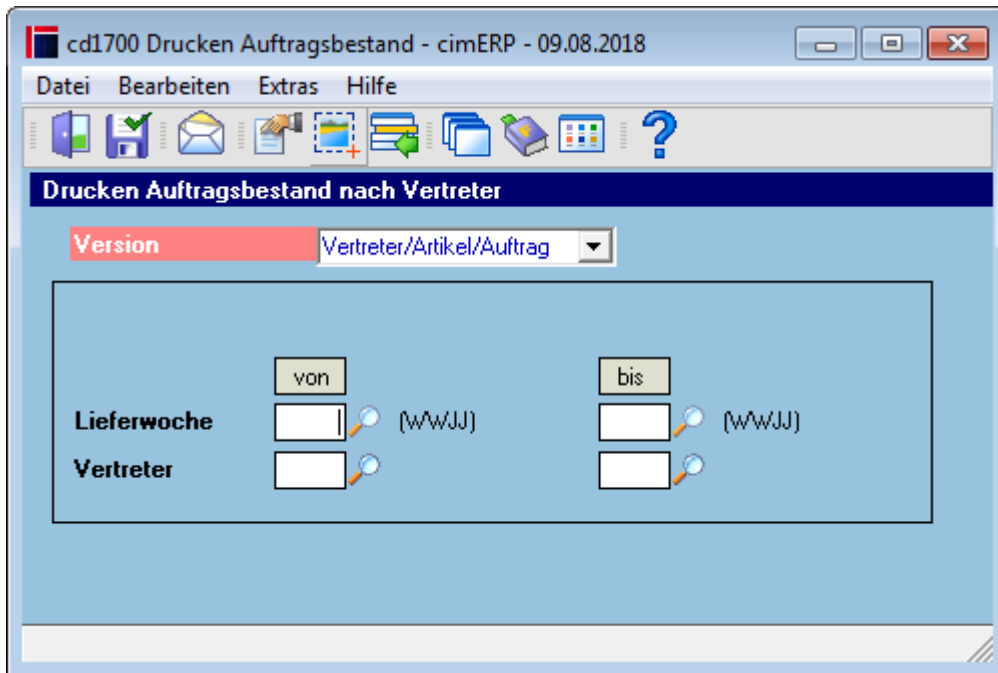 cd1700 Drucken Auftragsbestand - cimERP - 09.08.2018
Datei Bearbeiten Extras Hilfe
Drucken Auftragsbestand nach Vertreter
Version Vertreter/Artikel/Auftrag
von bis
Lieferwoche (WWJJ) (WWJJ)
Vertreter